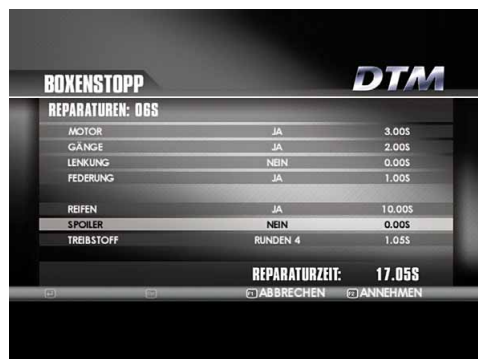 BOXENSTOPP DTM
REPARATUREN: 06S
MOTOR JA 3.00S
GÄNGE JA 2.00S
LENKUNG NEIN 0.00S
FEDERUNG JA 1.00S
REIFEN JA 10.00S
SPOILER NEIN 0.00S
TREIBSTOFF RUNDEN 4 1.05S
REPARATURZEIT: 17.05S
F1 ABBRECHEN F2 ANNEHMEN